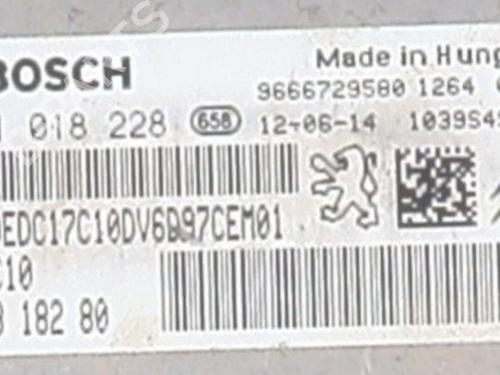 BOSCH
Made in Hung
9666729580 1264
018 228 658 12-06-14 1039S4
EDC17C10DV6D97CEM01
C10
182 80